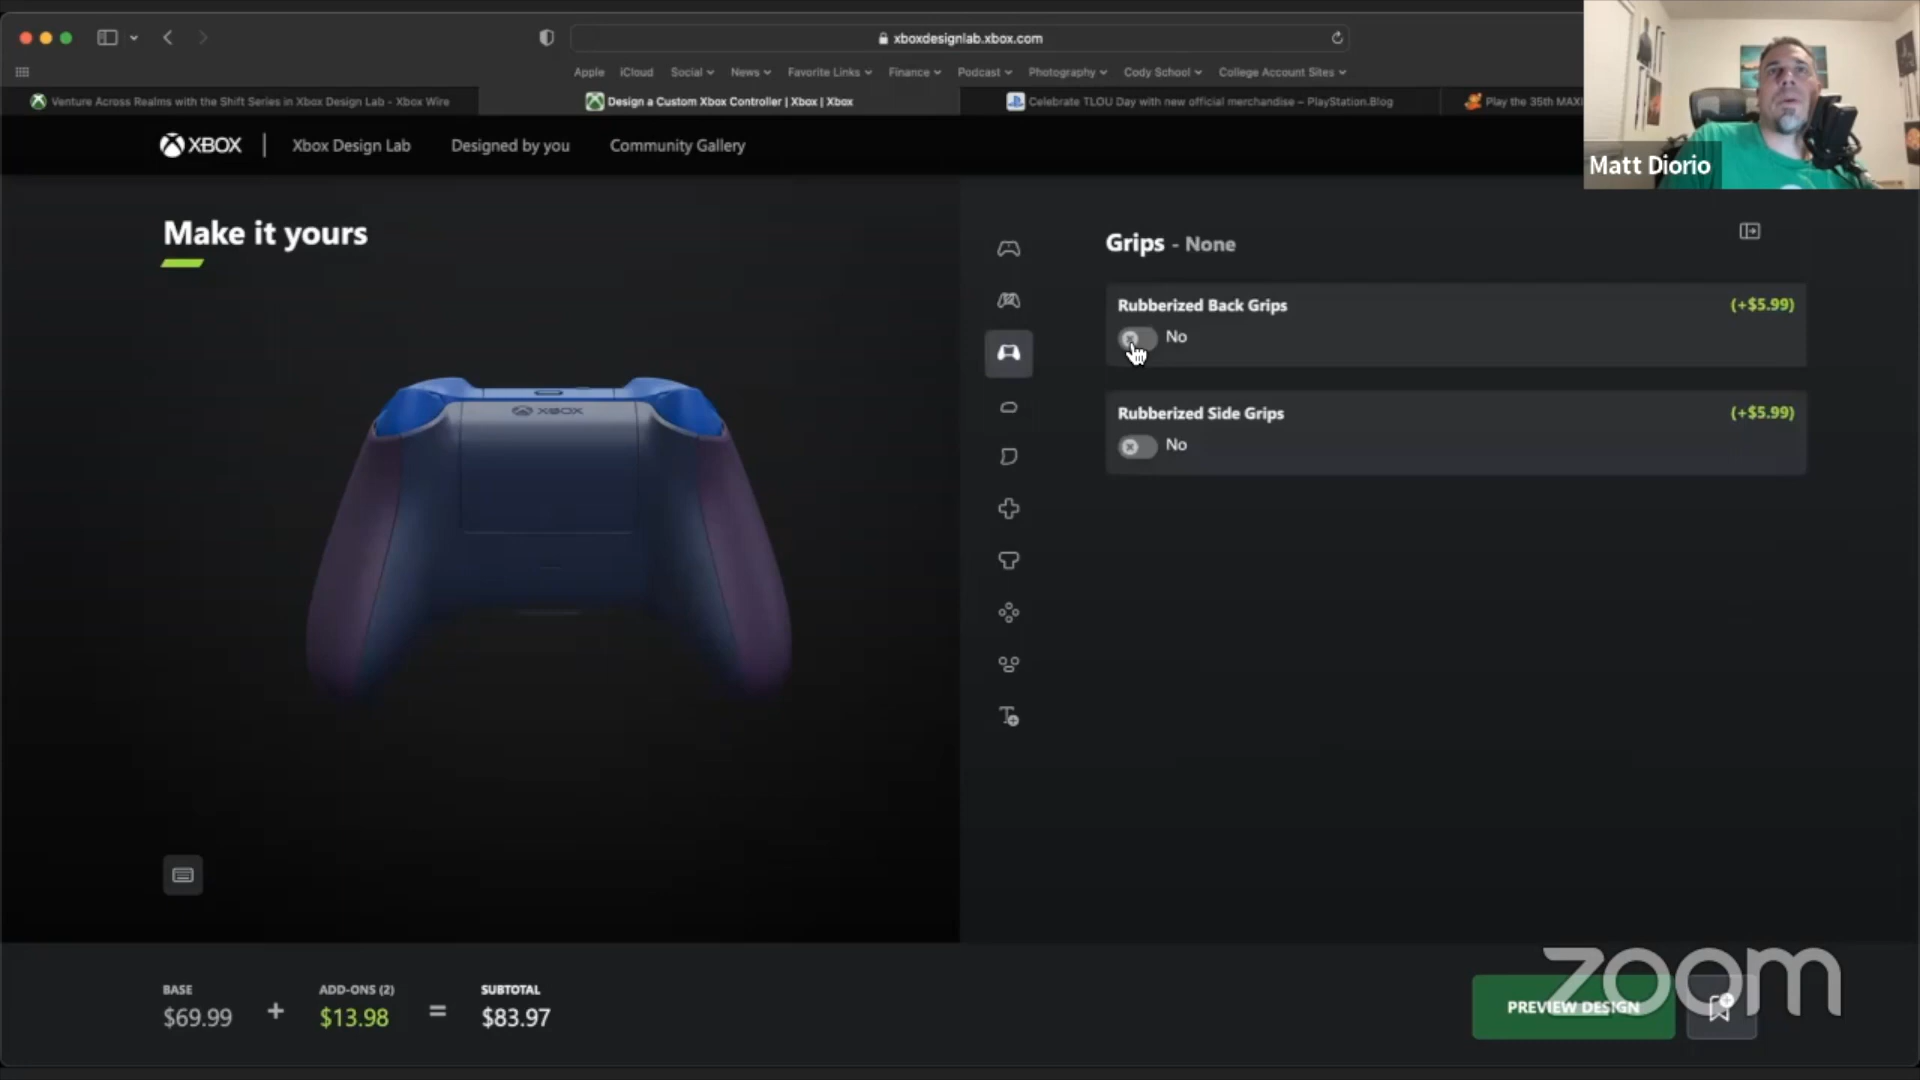 xboxdesignlab.xbox.com
Apple iCloud Social News Favorite Links Finance Podcast Photography Cody School College Account Sites
Venture Across Realms with the Shift Series in Xbox Design Lab - Xbox Wire
Design a Custom Xbox Controller | Xbox | Xbox
Celebrate TLOU Day with new official merchandise – PlayStation.Blog
Play the 35th MAXI
Matt Diorio
XBOX | Xbox Design Lab Designed by you Community Gallery
Make it yours
XBOX
Grips - None
Rubberized Back Grips (+$5.99)
No
Rubberized Side Grips (+$5.99)
No
BASE ADD-ONS (2) SUBTOTAL
$69.99 + $13.98 = $83.97
PREVIEW DESIGN
zoom